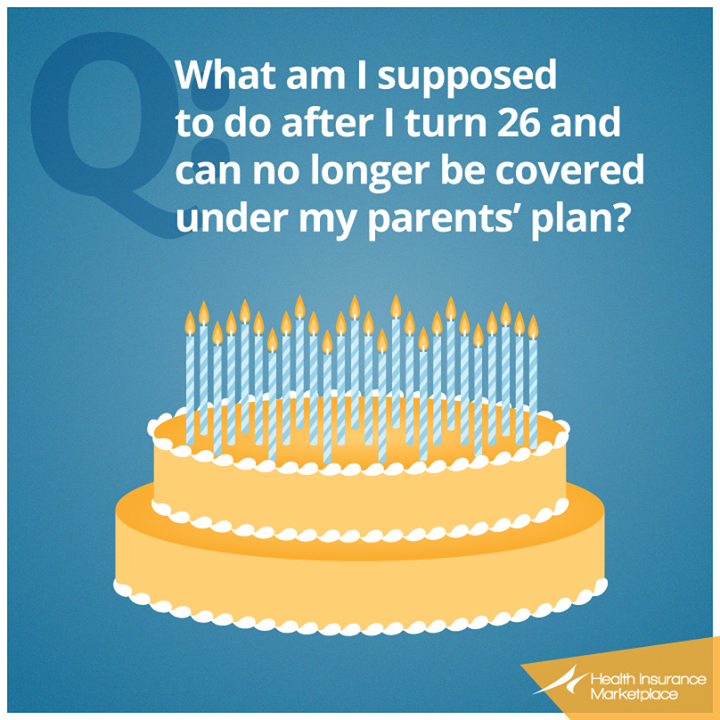 Q:
What am I supposed
to do after I turn 26 and
can no longer be covered
under my parents’ plan?
Health Insurance
Marketplace